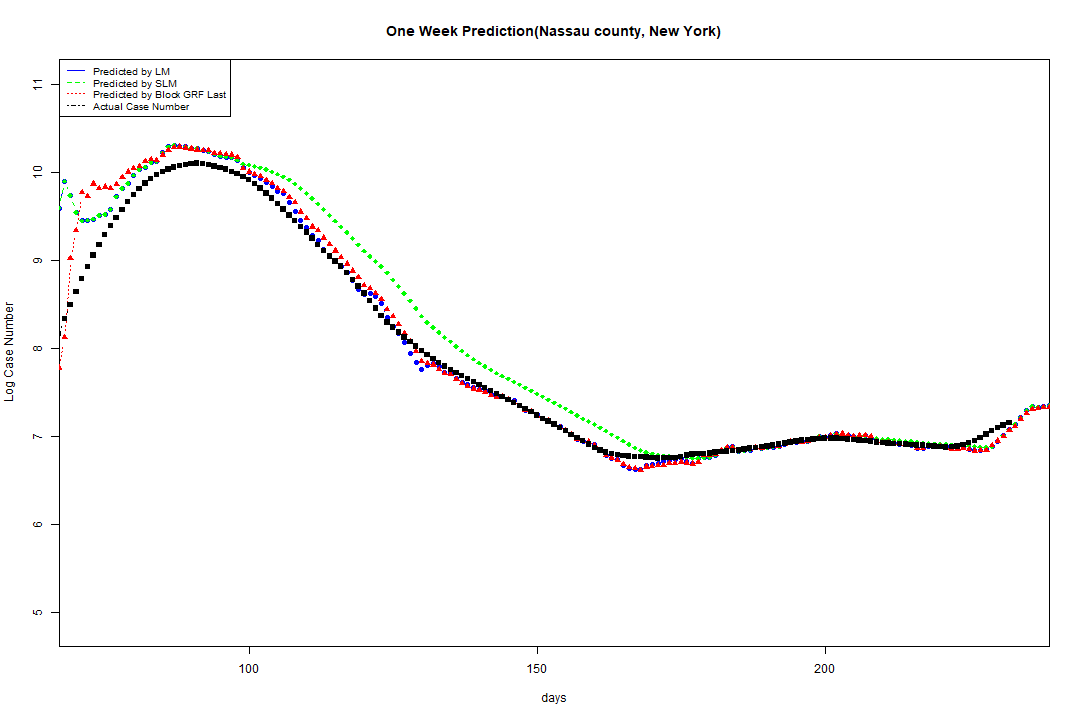 One Week Prediction(Nassau county, New York)
Predicted by LM
Predicted by SLM
Predicted by Block GRF Last
Actual Case Number
Log Case Number
11
10
9
8
7
6
5
100 150 200
days